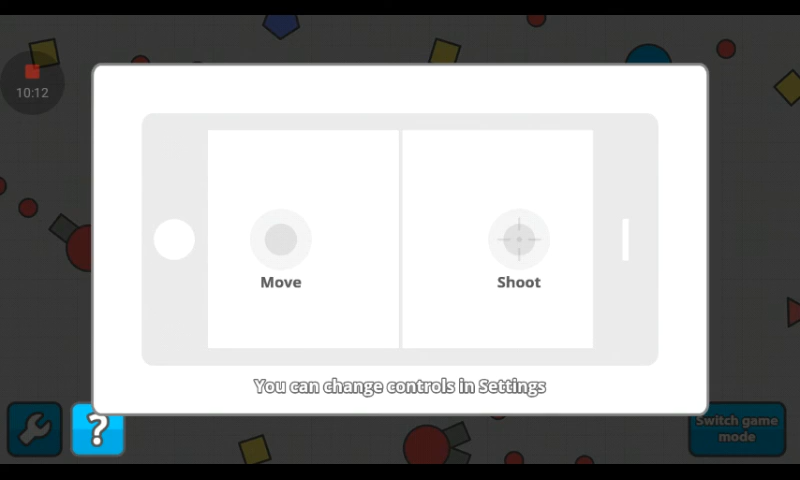 10:12
Move
Shoot
You can change controls in Settings
?
Switch game
mode